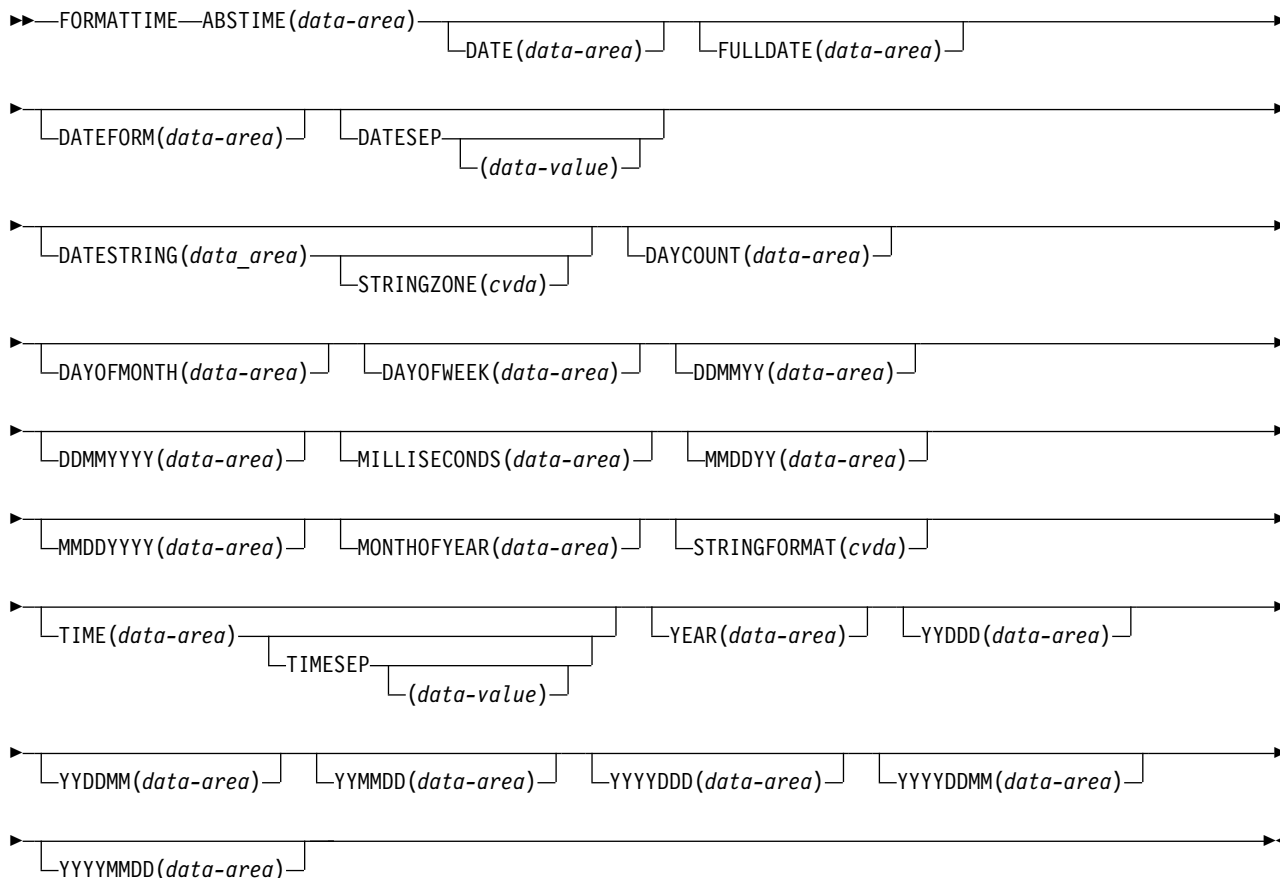 FORMATTIME ABSTIME(data-area) DATE(data-area) FULLDATE(data-area)
DATEFORM(data-area) DATESEP (data-value)
DATESTRING(data_area) STRINGZONE(cvda) DAYCOUNT(data-area)
DAYOFMONTH(data-area) DAYOFWEEK(data-area) DDMMYY(data-area)
DDMMYYYY(data-area) MILLISECONDS(data-area) MMDDYY(data-area)
MMDDYYYY(data-area) MONTHOFYEAR(data-area) STRINGFORMAT(cvda)
TIME(data-area) TIMESEP (data-value) YEAR(data-area) YYDDD(data-area)
YYDDMM(data-area) YYMMDD(data-area) YYYYDDD(data-area) YYYYDDMM(data-area)
YYYYMMDD(data-area)